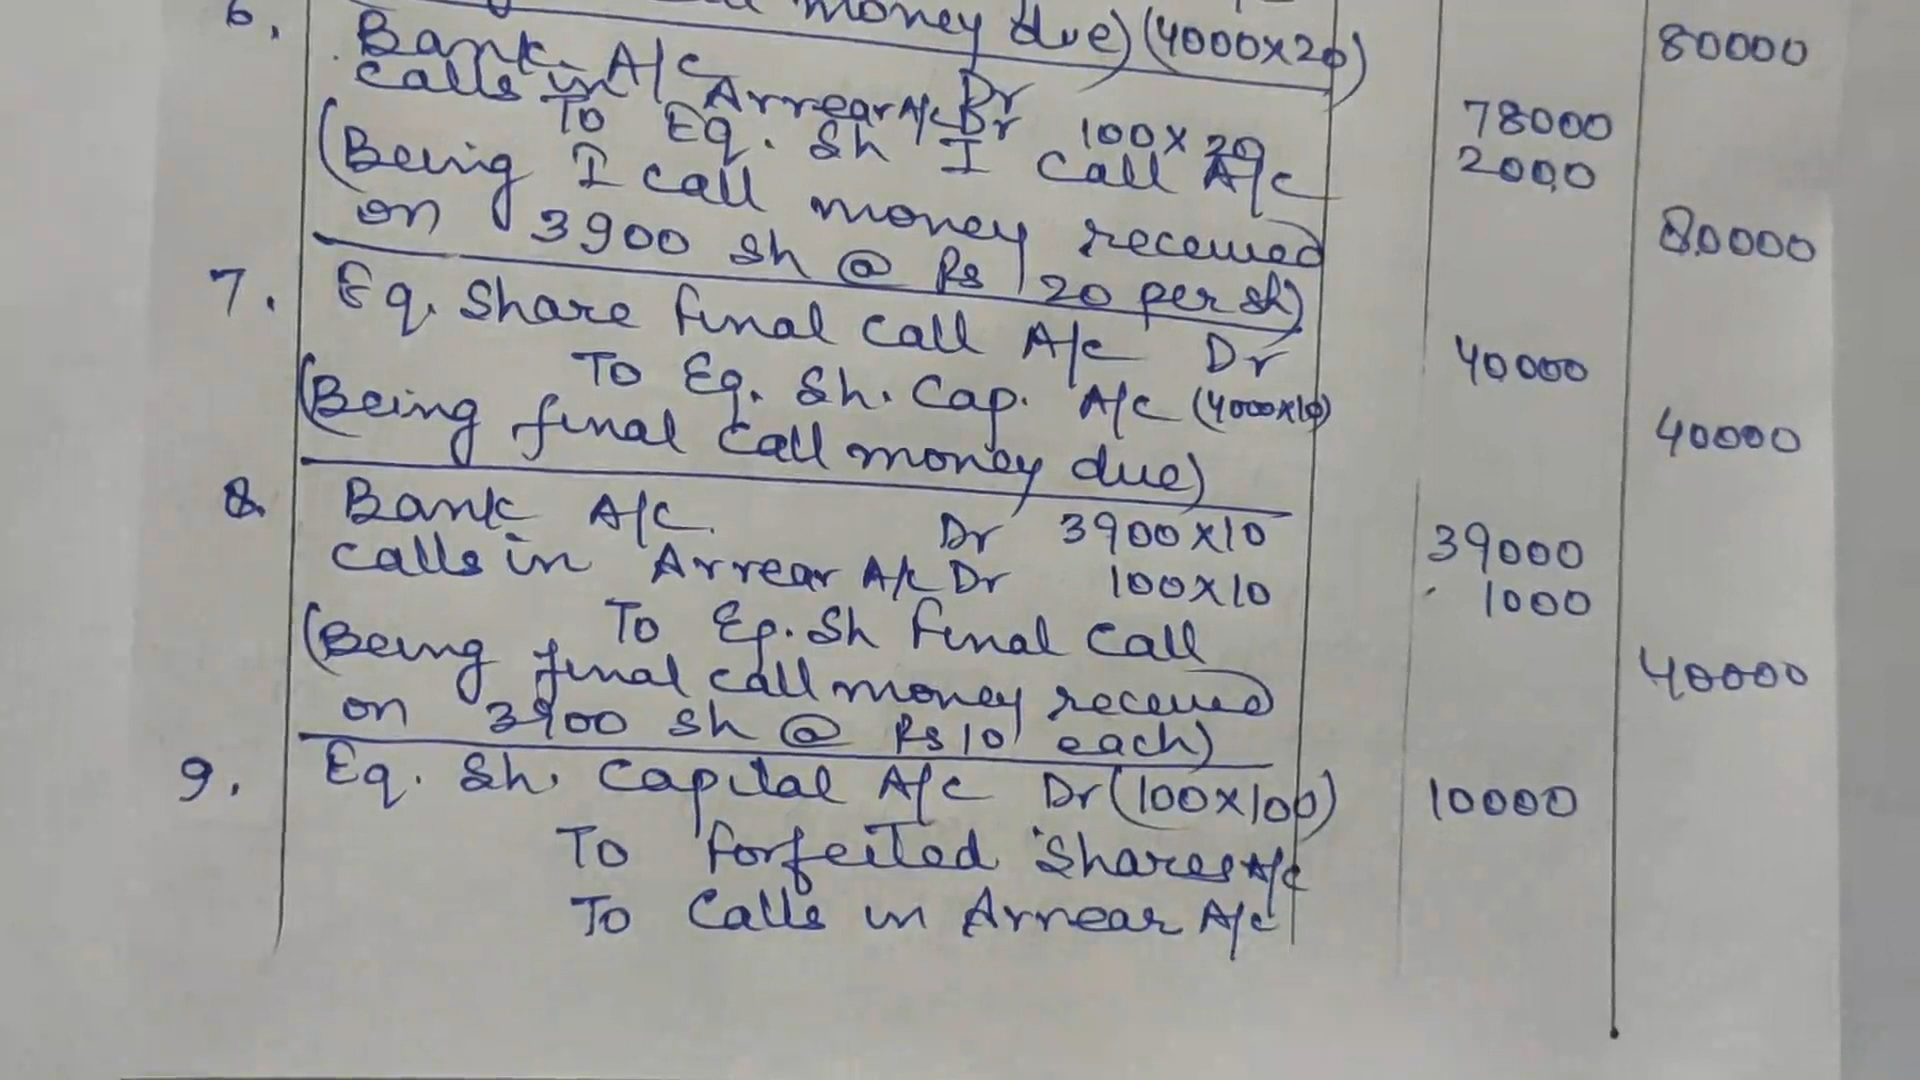 money due) (4000x20) 80000
6. Bank A/c Dr 78000
Calls in Arrear A/c Dr 100x20 2000
To Eq. Sh I Call A/c 80000
(Being I call money received
on 3900 sh @ Rs 20 per sh)
7. Eq. Share final Call A/c Dr 40000
To Eq. Sh. Cap. A/c (4000x10) 40000
(Being final Call money due)
8. Bank A/c. Dr 3900x10 39000
Calls in Arrear A/c Dr 100x10 1000
To Eq. Sh final Call 40000
(Being final call money received
on 3900 sh @ Rs 10 each)
9. Eq. Sh. Capital A/c Dr (100x100) 10000
To forfeited Shares A/c
To Calls in Arrear A/c